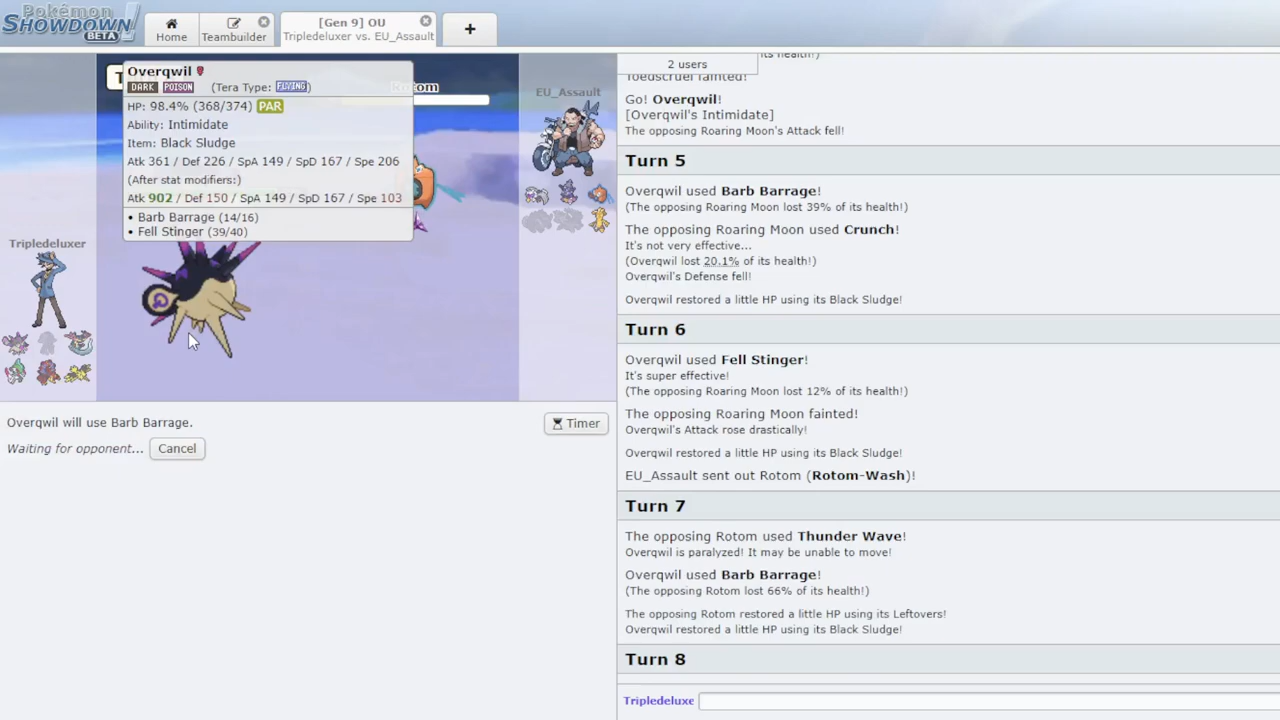 Pokémon
SHOWDOWN!
BETA
Home
Teambuilder
[Gen 9] OU
Tripledeluxer vs. EU_Assault
+
Overqwil
DARK POISON (Tera Type: FLYING)
HP: 98.4% (368/374) PAR
Ability: Intimidate
Item: Black Sludge
Atk 361 / Def 226 / SpA 149 / SpD 167 / Spe 206
(After stat modifiers:)
Atk 902 / Def 150 / SpA 149 / SpD 167 / Spe 103
• Barb Barrage (14/16)
• Fell Stinger (39/40)
Tripledeluxer
EU_Assault
Overqwil will use Barb Barrage.
Waiting for opponent... Cancel
Timer
2 users
Go! Overqwil!
[Overqwil's Intimidate]
The opposing Roaring Moon's Attack fell!
Turn 5
Overqwil used Barb Barrage!
(The opposing Roaring Moon lost 39% of its health!)
The opposing Roaring Moon used Crunch!
It's not very effective...
(Overqwil lost 20.1% of its health!)
Overqwil's Defense fell!
Overqwil restored a little HP using its Black Sludge!
Turn 6
Overqwil used Fell Stinger!
It's super effective!
(The opposing Roaring Moon lost 12% of its health!)
The opposing Roaring Moon fainted!
Overqwil's Attack rose drastically!
Overqwil restored a little HP using its Black Sludge!
EU_Assault sent out Rotom (Rotom-Wash)!
Turn 7
The opposing Rotom used Thunder Wave!
Overqwil is paralyzed! It may be unable to move!
Overqwil used Barb Barrage!
(The opposing Rotom lost 66% of its health!)
The opposing Rotom restored a little HP using its Leftovers!
Overqwil restored a little HP using its Black Sludge!
Turn 8
Tripledeluxe